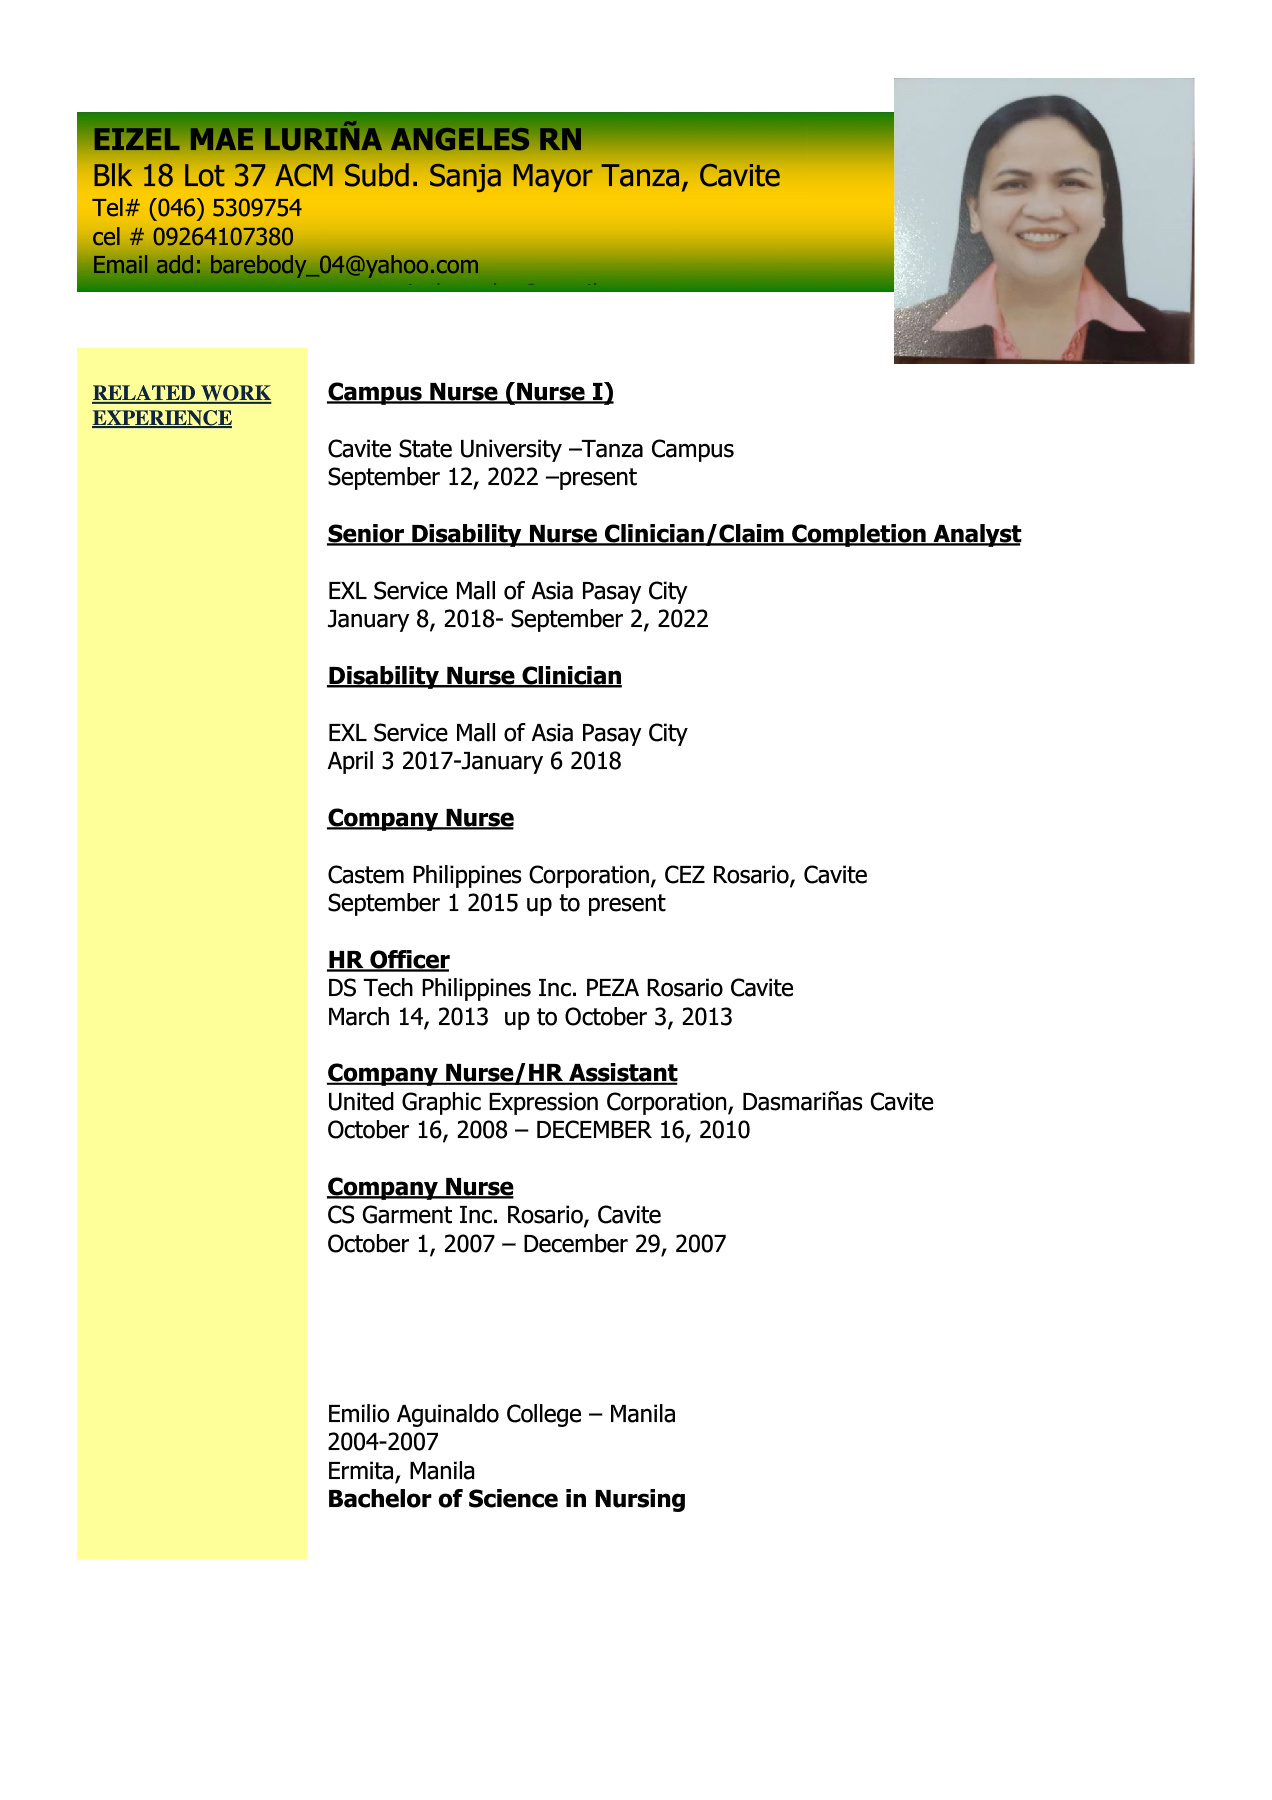 EIZEL MAE LURIÑA ANGELES RN
Blk 18 Lot 37 ACM Subd. Sanja Mayor Tanza, Cavite
Tel# (046) 5309754
cel # 09264107380
Email add: barebody_04@yahoo.com
RELATED WORK
EXPERIENCE
Campus Nurse (Nurse I)
Cavite State University –Tanza Campus
September 12, 2022 –present
Senior Disability Nurse Clinician/Claim Completion Analyst
EXL Service Mall of Asia Pasay City
January 8, 2018- September 2, 2022
Disability Nurse Clinician
EXL Service Mall of Asia Pasay City
April 3 2017-January 6 2018
Company Nurse
Castem Philippines Corporation, CEZ Rosario, Cavite
September 1 2015 up to present
HR Officer
DS Tech Philippines Inc. PEZA Rosario Cavite
March 14, 2013  up to October 3, 2013
Company Nurse/HR Assistant
United Graphic Expression Corporation, Dasmariñas Cavite
October 16, 2008 – DECEMBER 16, 2010
Company Nurse
CS Garment Inc. Rosario, Cavite
October 1, 2007 – December 29, 2007
Emilio Aguinaldo College – Manila
2004-2007
Ermita, Manila
Bachelor of Science in Nursing